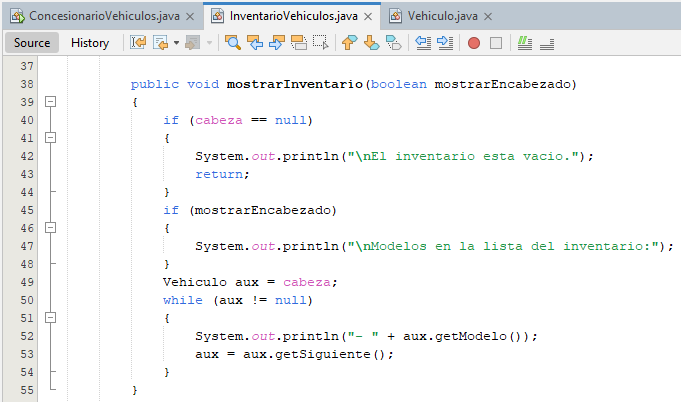 ConcesionarioVehiculos.java InventarioVehiculos.java Vehiculo.java
Source History
37
38 public void mostrarInventario(boolean mostrarEncabezado)
39 {
40 if (cabeza == null)
41 {
42 System.out.println("\nEl inventario esta vacio.");
43 return;
44 }
45 if (mostrarEncabezado)
46 {
47 System.out.println("\nModelos en la lista del inventario:");
48 }
49 Vehiculo aux = cabeza;
50 while (aux != null)
51 {
52 System.out.println("- " + aux.getModelo());
53 aux = aux.getSiguiente();
54 }
55 }